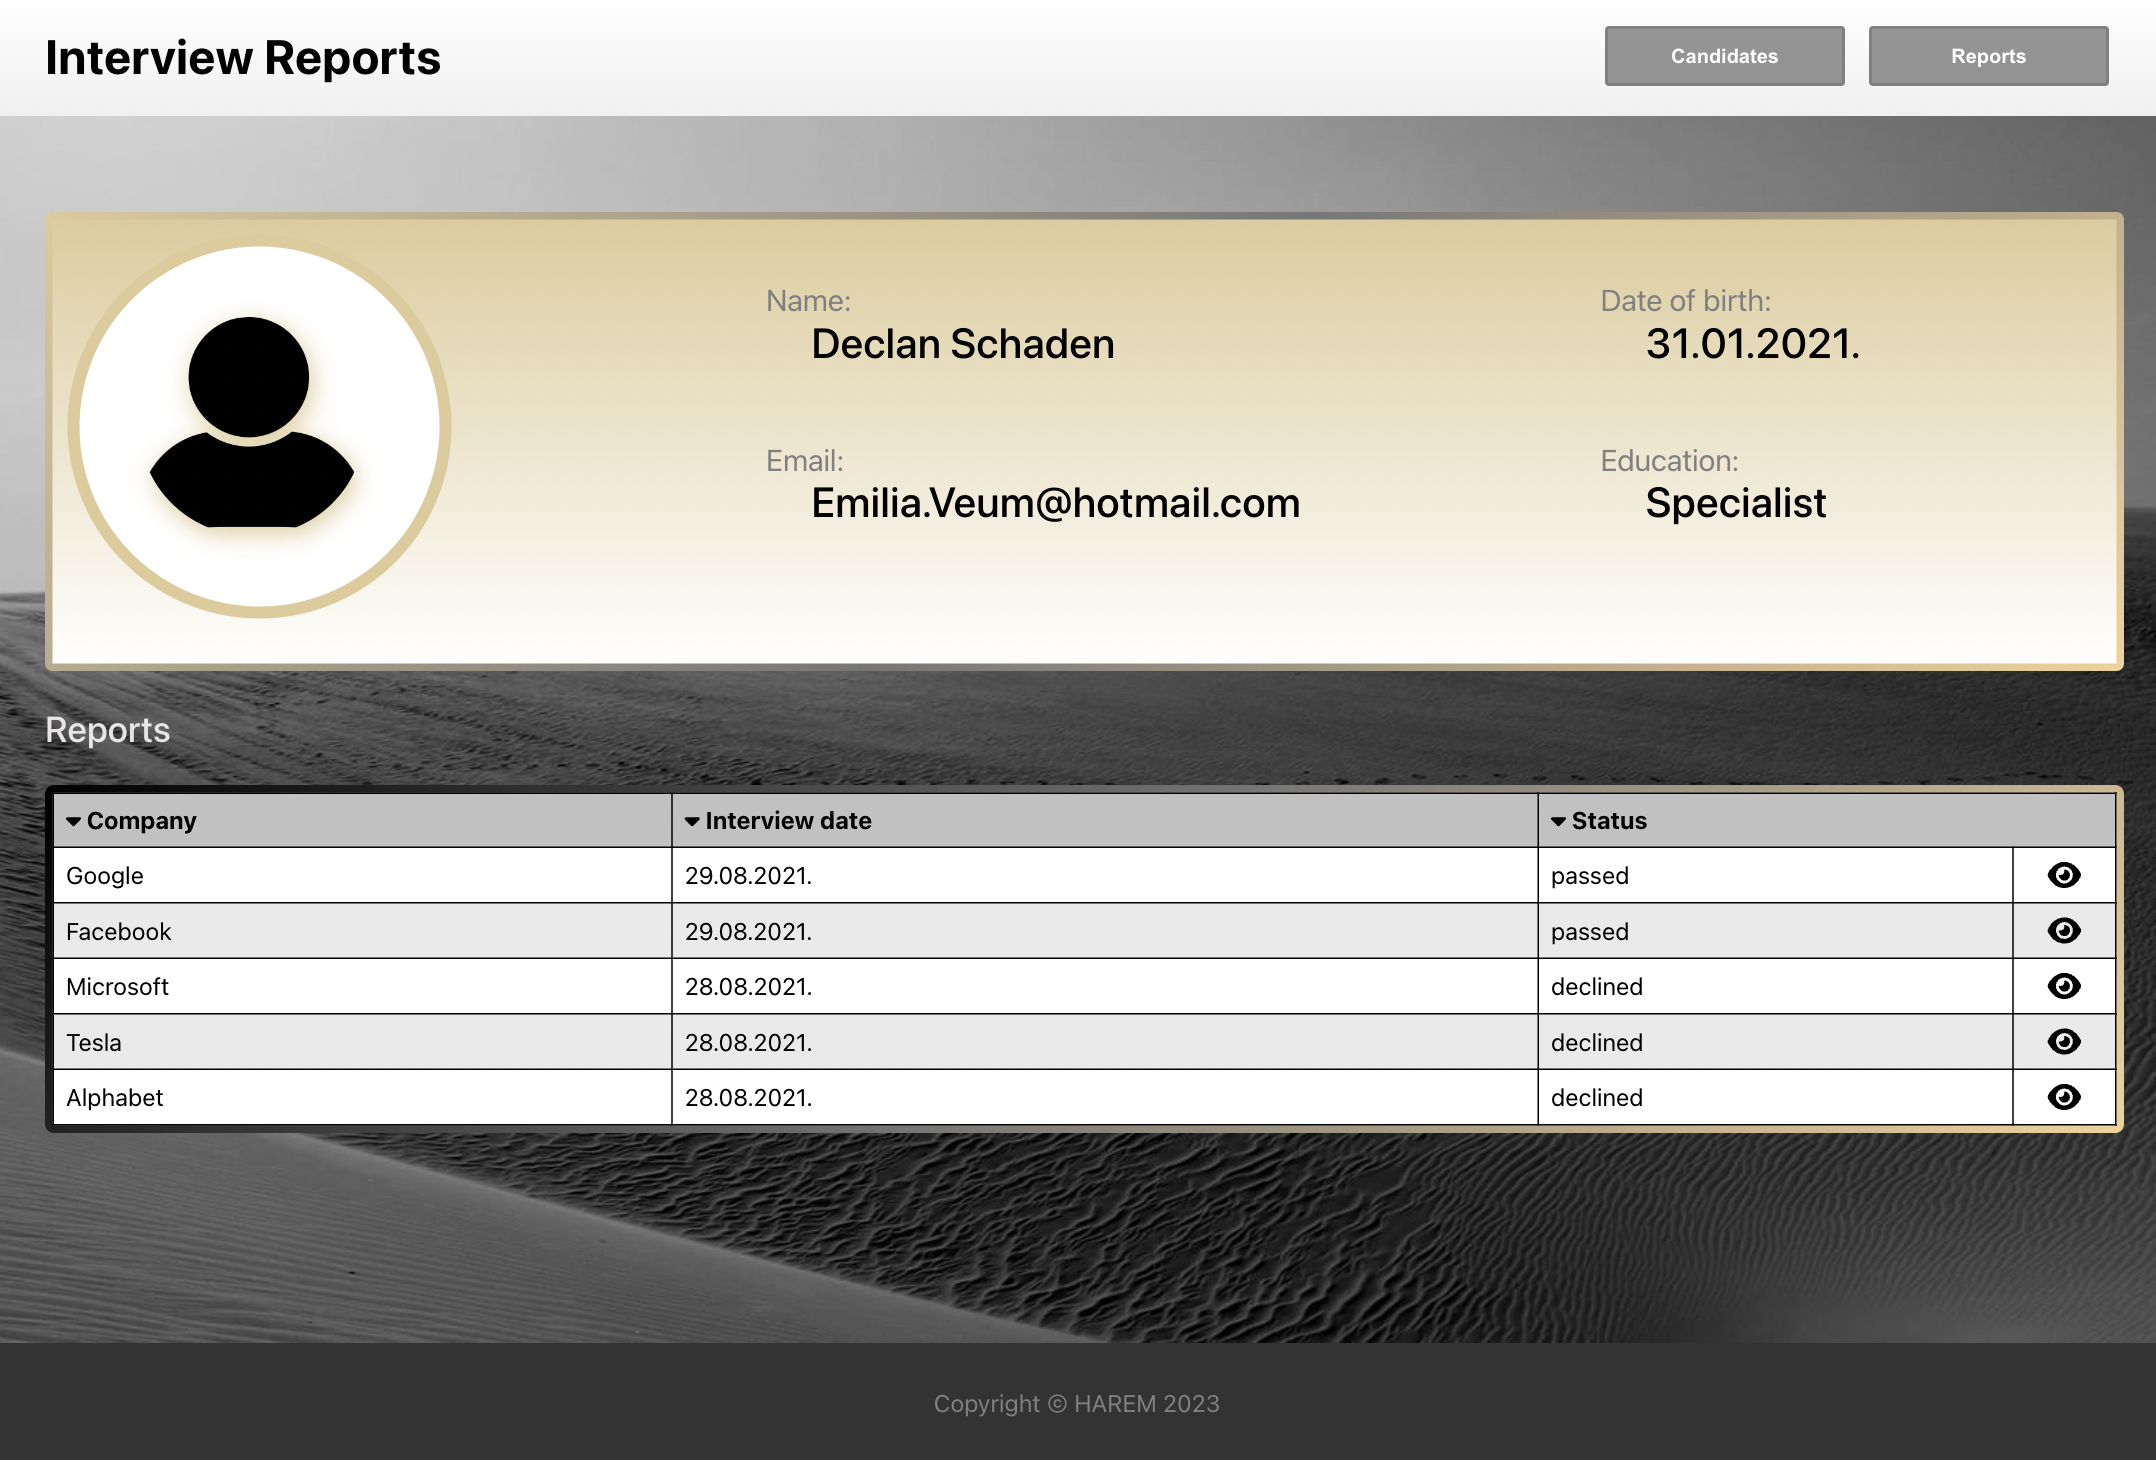 Interview Reports
Candidates
Reports
Name:
Declan Schaden
Date of birth:
31.01.2021.
Email:
Emilia.Veum@hotmail.com
Education:
Specialist
Reports
Company Interview date Status
Google 29.08.2021. passed
Facebook 29.08.2021. passed
Microsoft 28.08.2021. declined
Tesla 28.08.2021. declined
Alphabet 28.08.2021. declined
Copyright © HAREM 2023